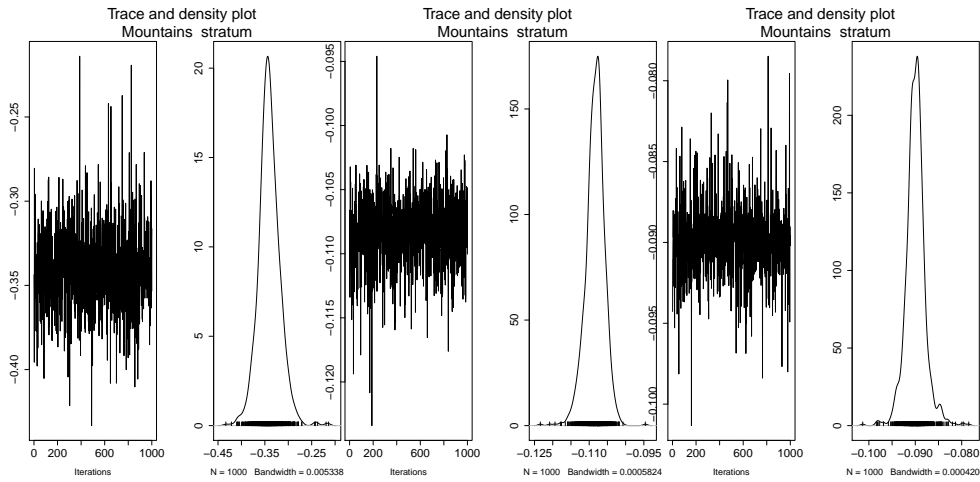 Trace and density plot
Mountains stratum
−0.25
−0.30
−0.35
−0.40
0 200 600 1000
Iterations
20
15
10
5
0
−0.45 −0.35 −0.25
N = 1000 Bandwidth = 0.005338
Trace and density plot
Mountains stratum
−0.095
−0.100
−0.105
−0.110
−0.115
−0.120
0 200 600 1000
Iterations
150
100
50
0
−0.125 −0.110 −0.095
N = 1000 Bandwidth = 0.0005824
Trace and density plot
Mountains stratum
−0.080
−0.085
−0.090
−0.095
−0.100
0 200 600 1000
Iterations
200
150
100
50
0
−0.100 −0.090 −0.080
N = 1000 Bandwidth = 0.000420